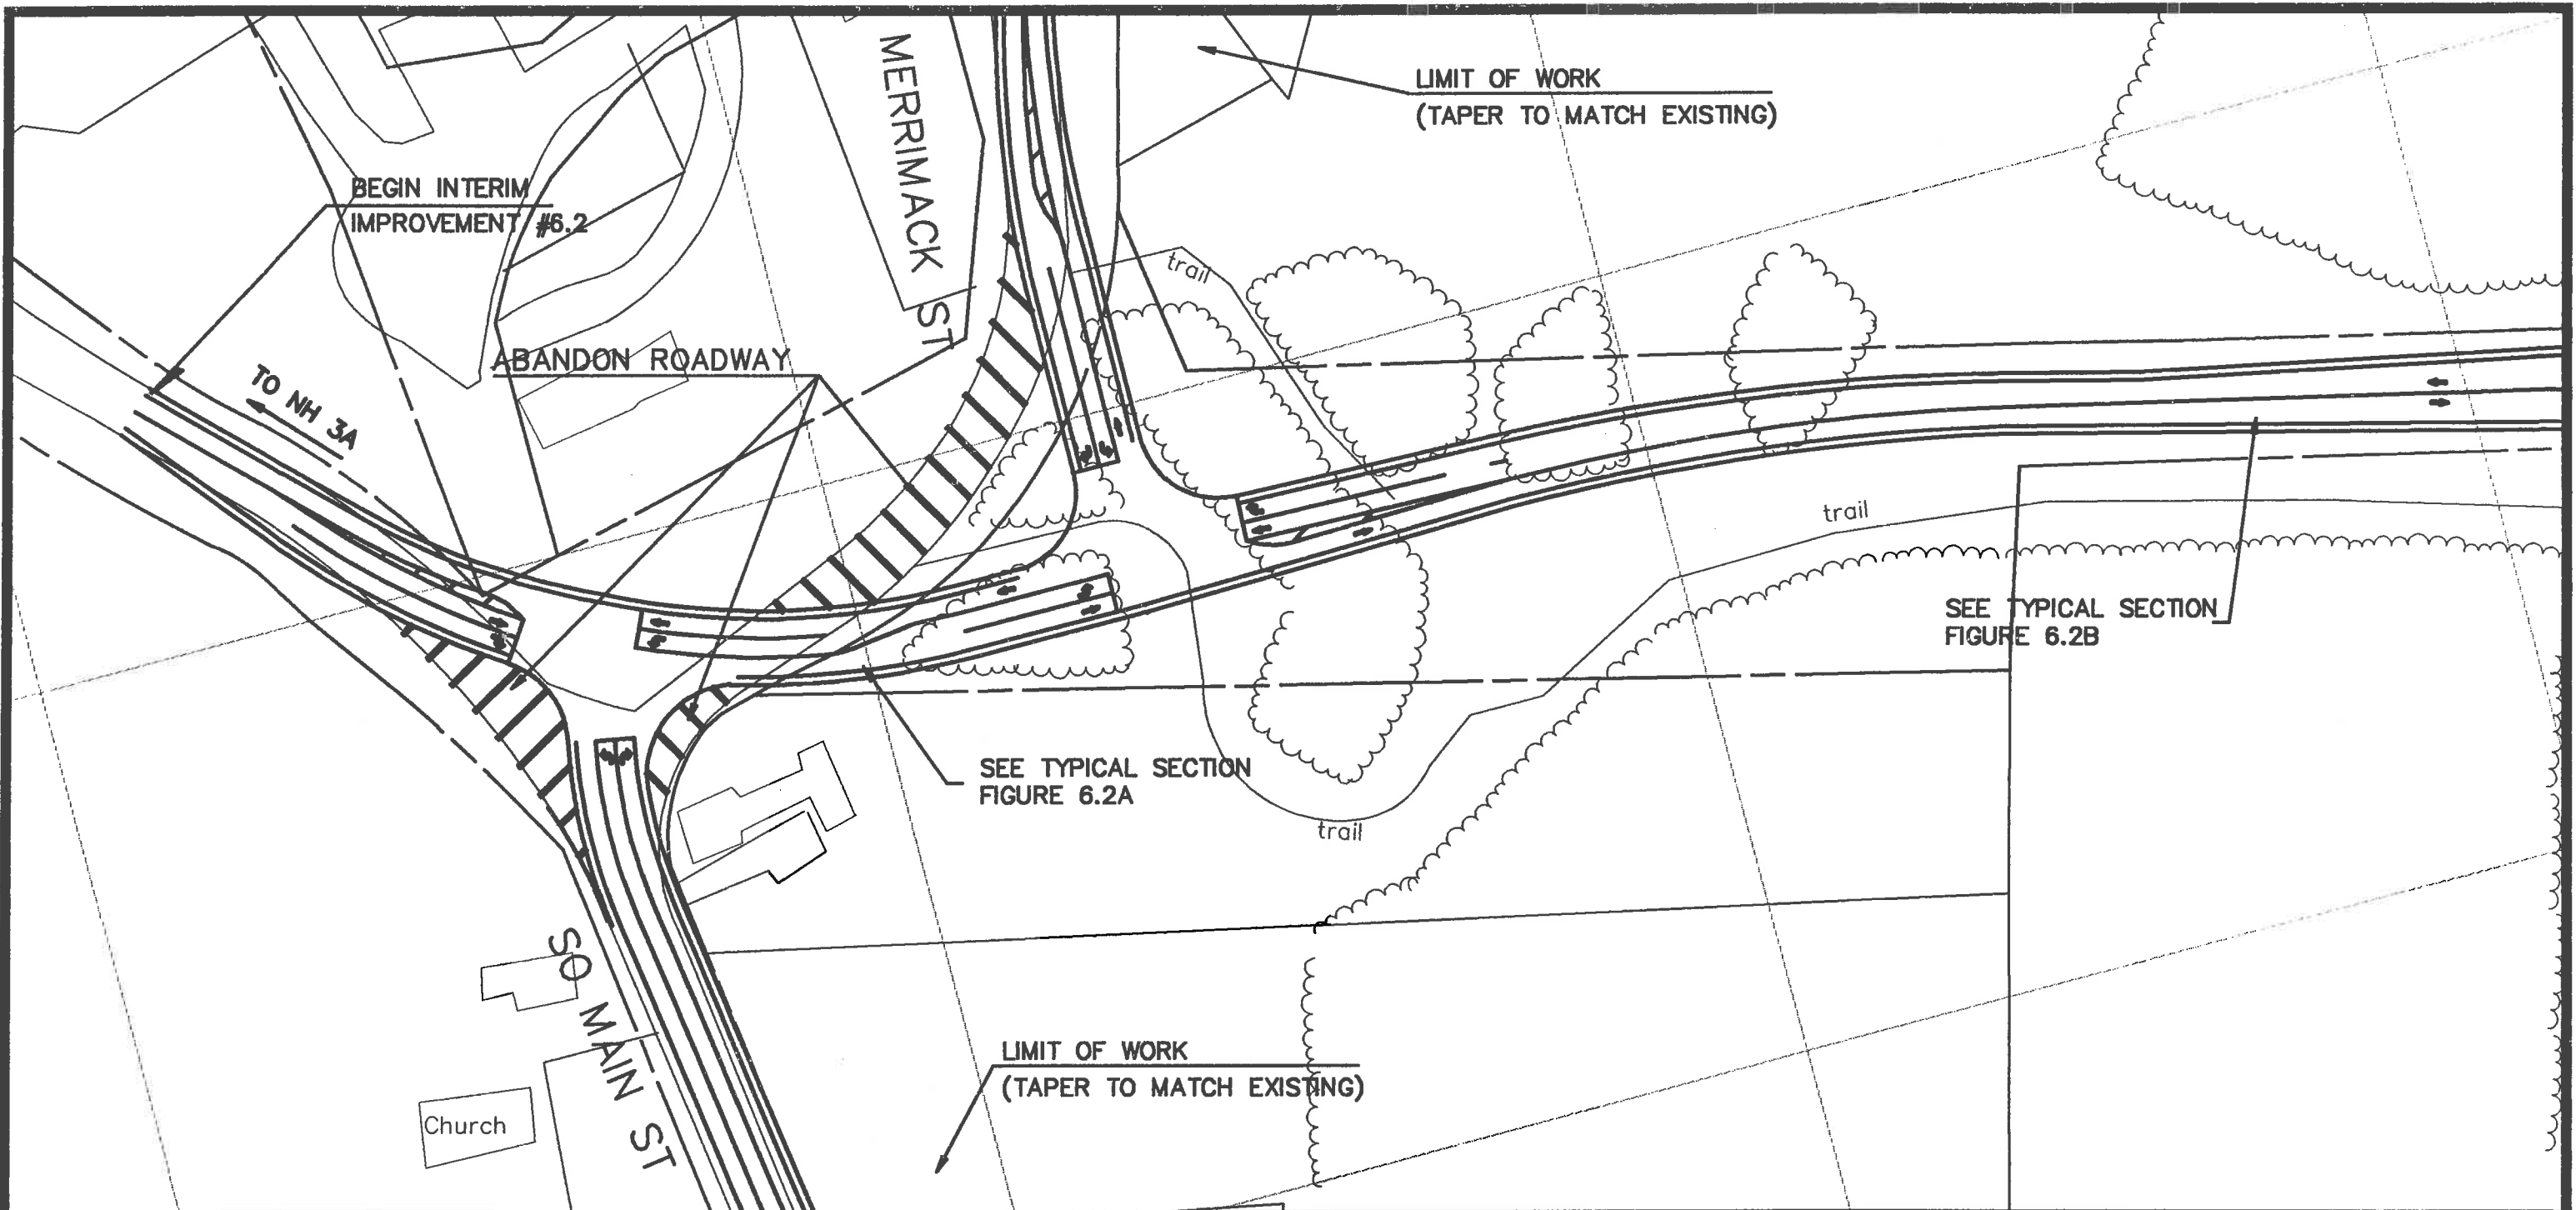 MERRIMACK ST
LIMIT OF WORK
(TAPER TO MATCH EXISTING)
BEGIN INTERIM
IMPROVEMENT #6.2
trail
ABANDON ROADWAY
TO NH 3A
trail
SEE TYPICAL SECTION
FIGURE 6.2B
SEE TYPICAL SECTION
FIGURE 6.2A
trail
SO MAIN ST
LIMIT OF WORK
(TAPER TO MATCH EXISTING)
Church